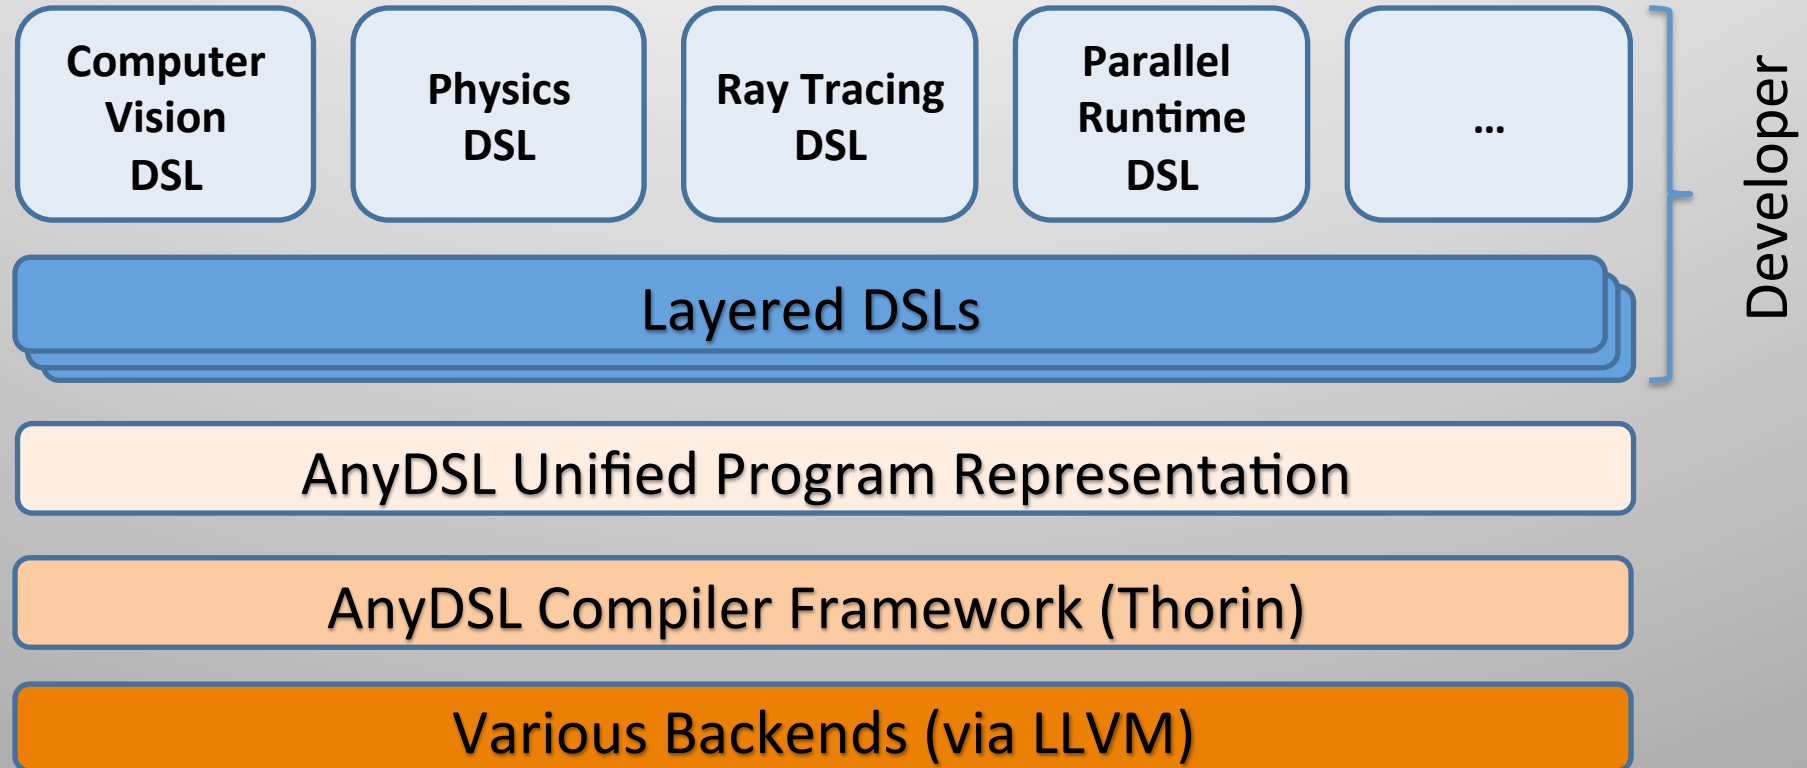 Computer
Vision
DSL
Physics
DSL
Ray Tracing
DSL
Parallel
Runtime
DSL
...
Developer
Layered DSLs
AnyDSL Unified Program Representation
AnyDSL Compiler Framework (Thorin)
Various Backends (via LLVM)